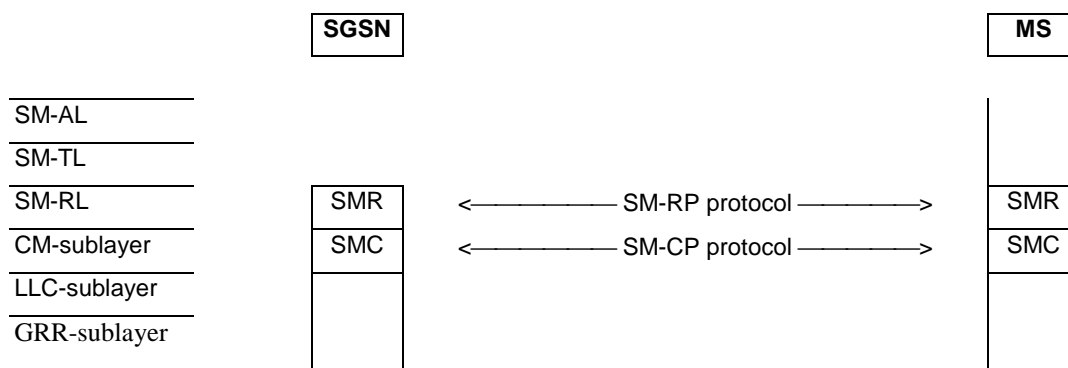 SGSN MS
SM-AL
SM-TL
SM-RL SMR <———————— SM-RP protocol ————————> SMR
CM-sublayer SMC <———————— SM-CP protocol ————————> SMC
LLC-sublayer
GRR-sublayer